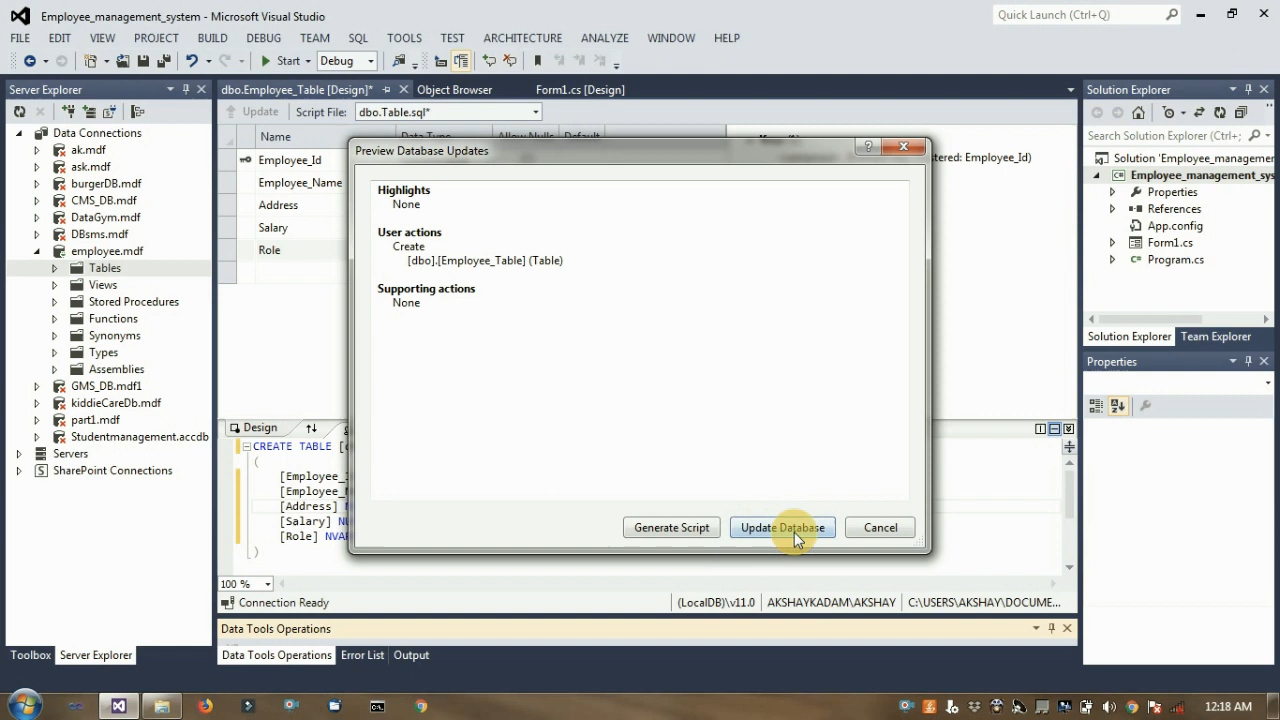 Employee_management_system - Microsoft Visual Studio
Quick Launch (Ctrl+Q)
FILE EDIT VIEW PROJECT BUILD DEBUG TEAM SQL TOOLS TEST ARCHITECTURE ANALYZE WINDOW HELP
Start Debug
Server Explorer
Data Connections
ak.mdf
ask.mdf
burgerDB.mdf
CMS_DB.mdf
DataGym.mdf
DBsms.mdf
employee.mdf
Tables
Views
Stored Procedures
Functions
Synonyms
Types
Assemblies
GMS_DB.mdf1
kiddieCareDb.mdf
part1.mdf
Studentmanagement.accdb
Servers
SharePoint Connections
Toolbox Server Explorer
dbo.Employee_Table [Design]* Object Browser Form1.cs [Design]
Update Script File: dbo.Table.sql*
Name Data Type Allow Nulls Default
Employee_Id
Employee_Name
Address
Salary
Role
Employee_Id)
Preview Database Updates
Highlights
None
User actions
Create
[dbo].[Employee_Table] (Table)
Supporting actions
None
Generate Script Update Database Cancel
Design
CREATE TABLE
(
[Employee_
[Employee_
[Address]
[Salary]
[Role]
)
100 %
Connection Ready (LocalDB)\v11.0 AKSHAYKADAM\AKSHAY C:\USERS\AKSHAY\DOCUME...
Data Tools Operations
Data Tools Operations Error List Output
Solution Explorer
Search Solution Explorer (Ctrl+;
Solution 'Employee_management
Employee_management_sys
Properties
References
App.config
Form1.cs
Program.cs
Solution Explorer Team Explorer
Properties
12:18 AM